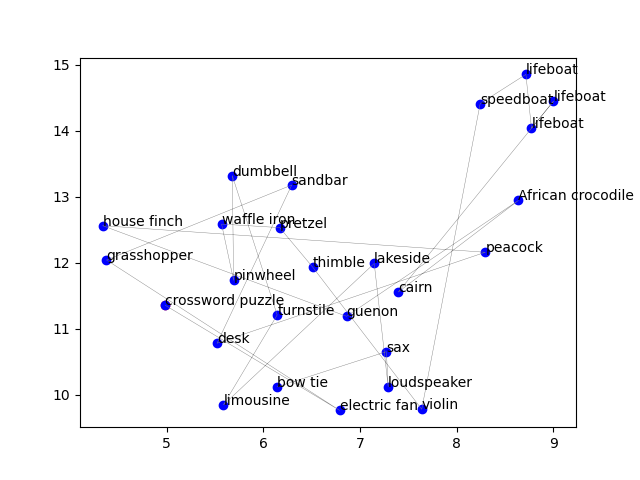 15
14
13
12
11
10
5
6
7
8
9
lifeboat
speedboat
lifeboat
lifeboat
dumbbell
sandbar
African crocodile
house finch
waffle iron
pretzel
grasshopper
peacock
thimble
lakeside
pinwheel
cairn
crossword puzzle
turnstile
guenon
desk
sax
bow tie
loudspeaker
limousine
electric fan
violin